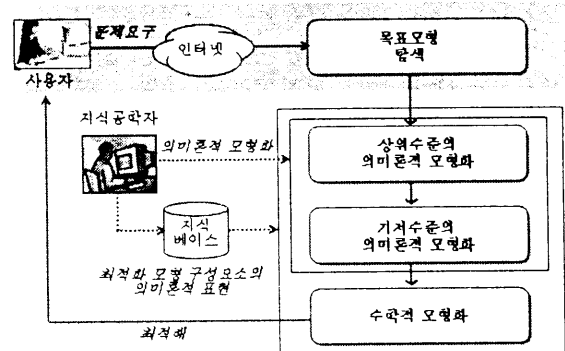 문제요구
인터넷
목표모형
탐색
사용자
지식공학자
의미론적 모형화
상위수준의
의미론적 모형화
지식
베이스
기저수준의
의미론적 모형화
최적화 모형 구성요소의
의미론적 표현
수학적 모형화
최적해